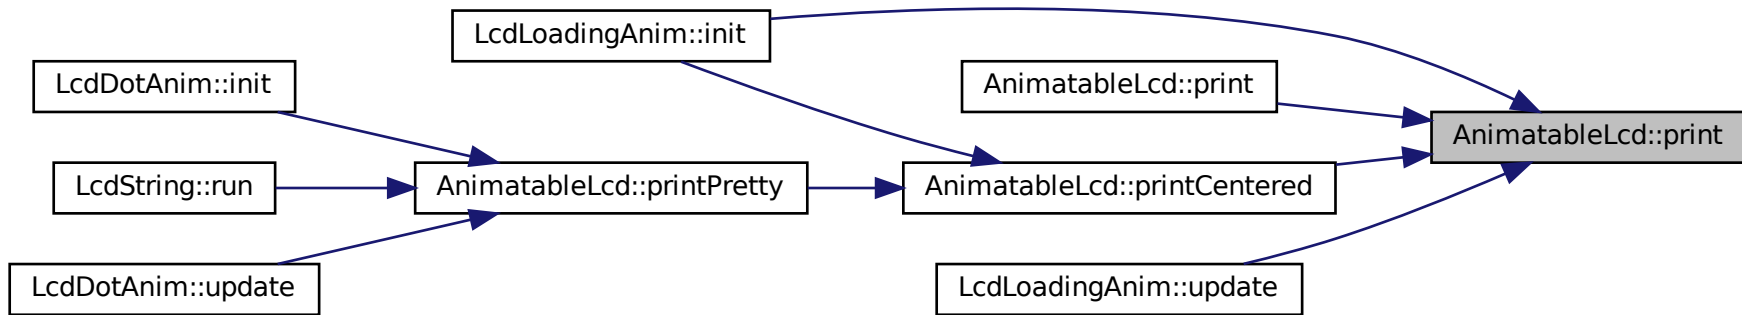 LcdLoadingAnim::init
LcdDotAnim::init
AnimatableLcd::print
AnimatableLcd::print
LcdString::run
AnimatableLcd::printPretty
AnimatableLcd::printCentered
LcdDotAnim::update
LcdLoadingAnim::update